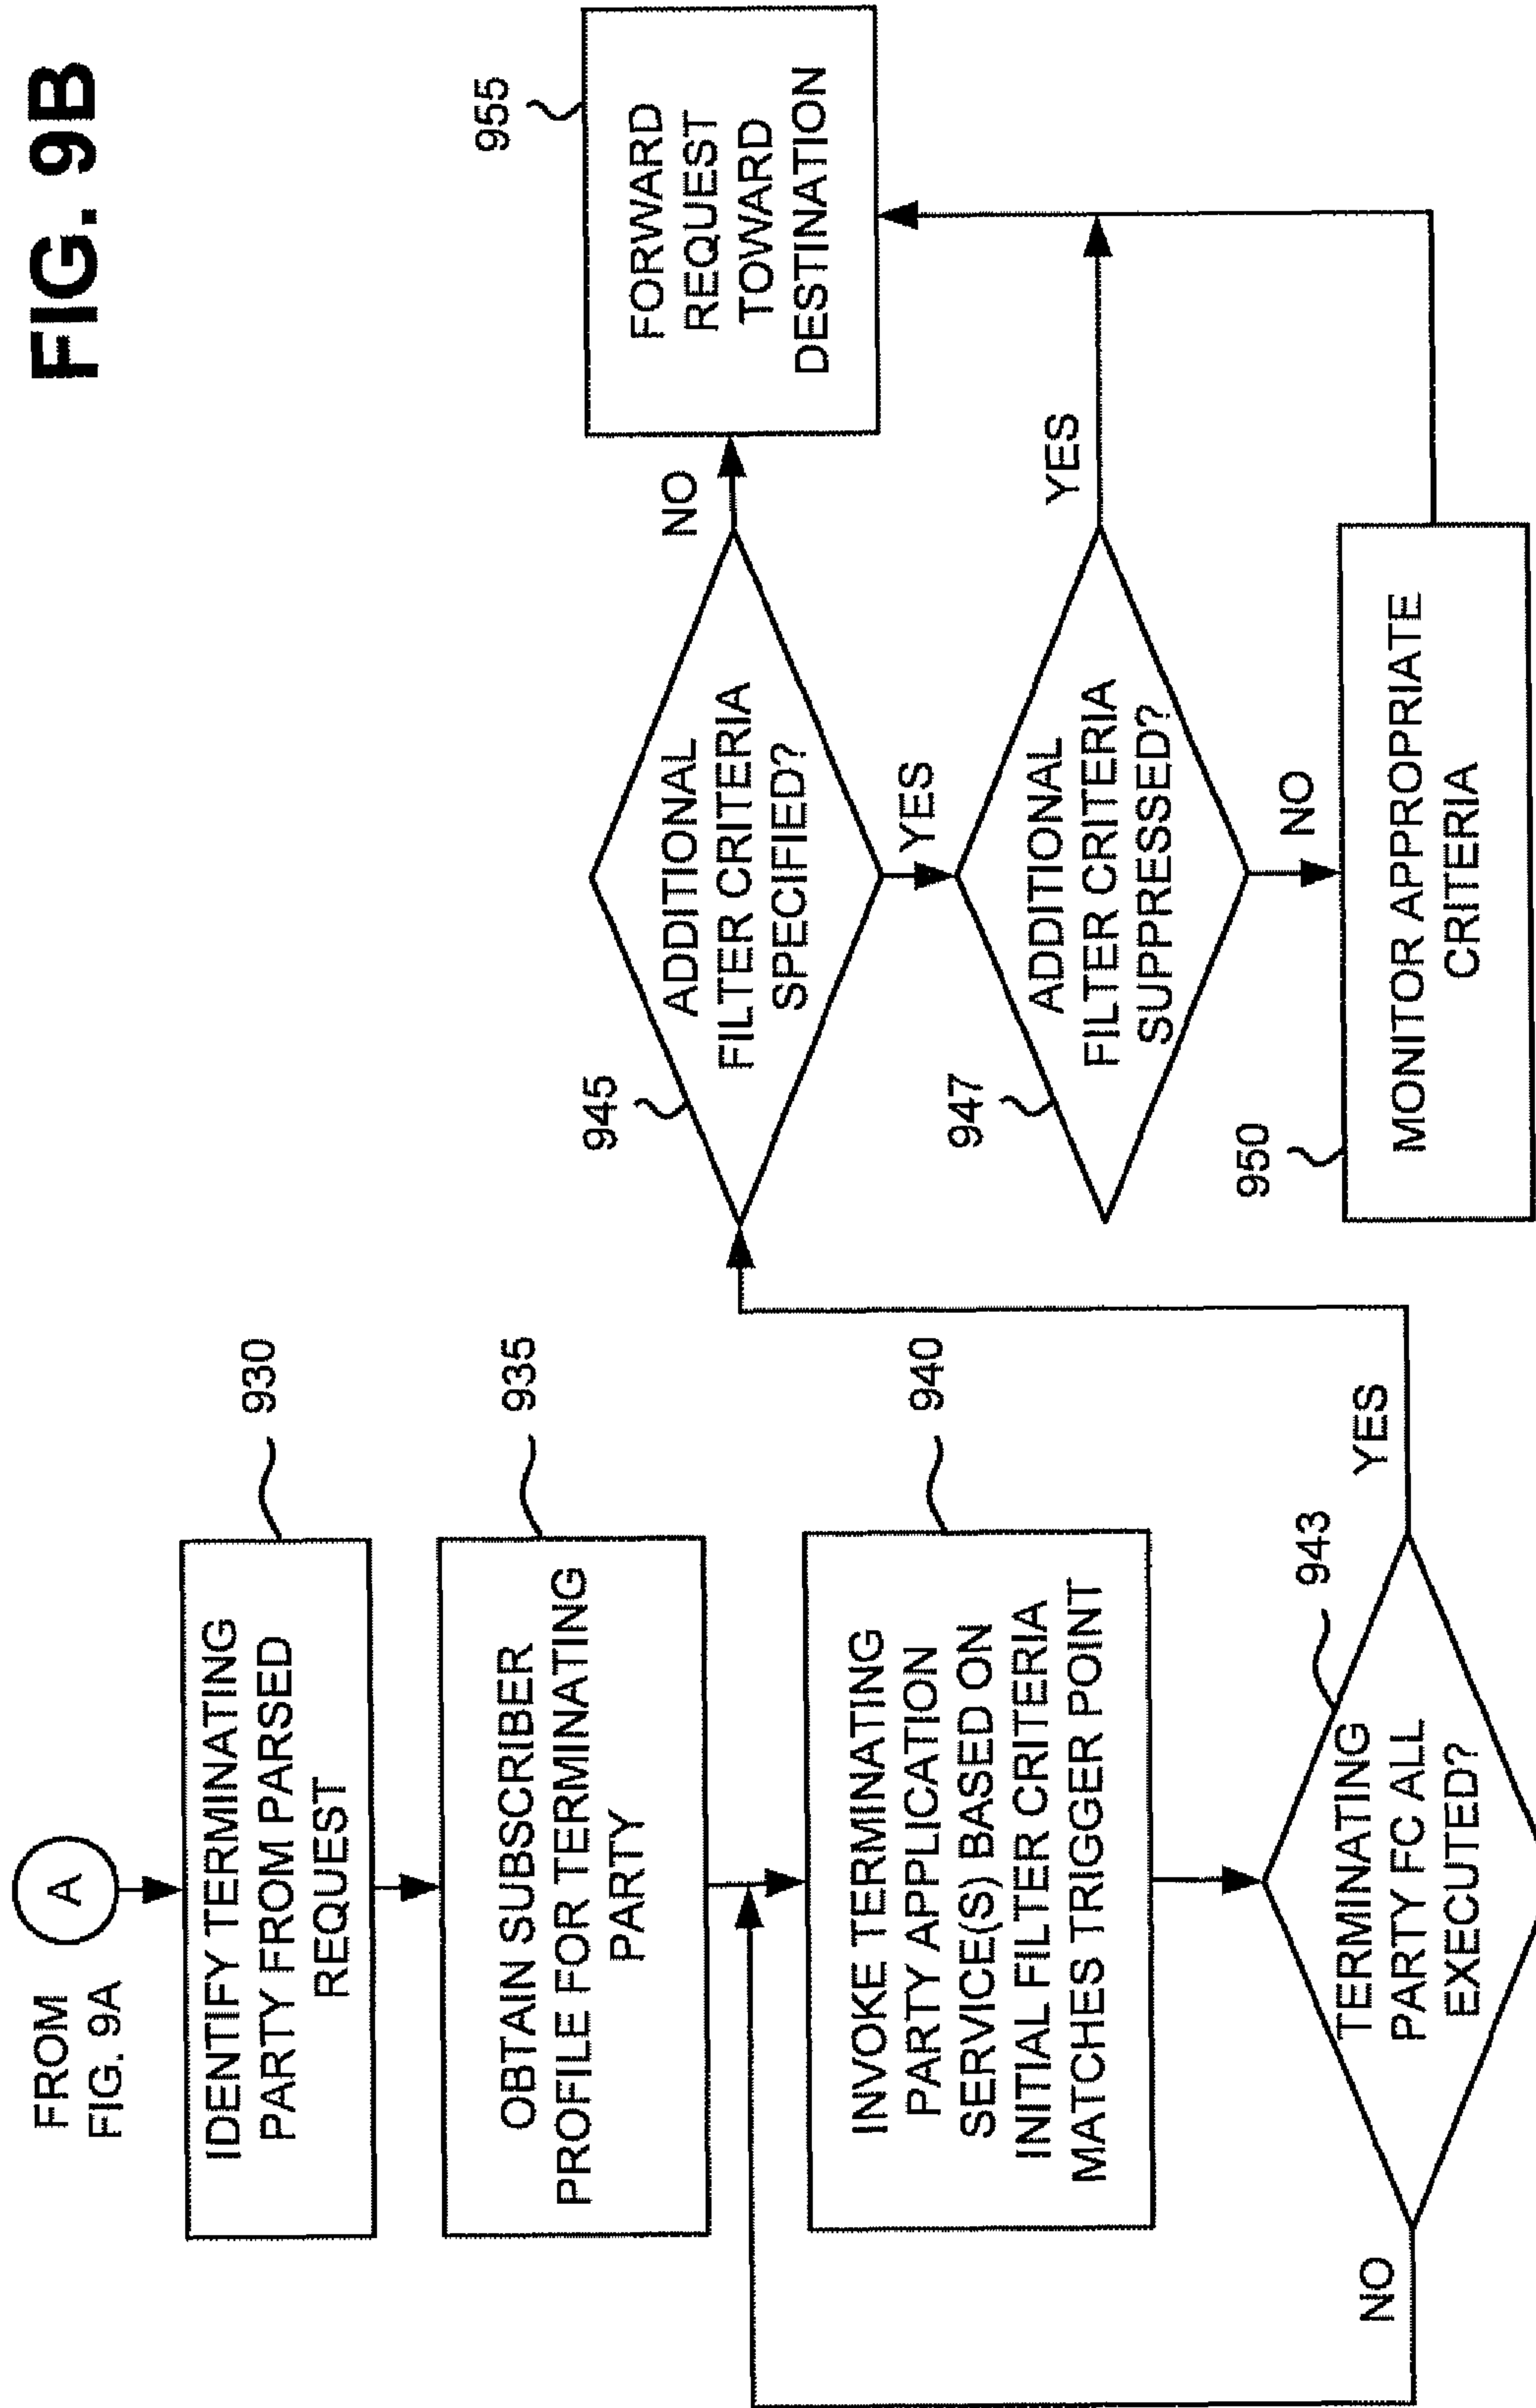 FIG. 9B
FROM
FIG. 9A
A
930
IDENTIFY TERMINATING
PARTY FROM PARSED
REQUEST
935
OBTAIN SUBSCRIBER
PROFILE FOR TERMINATING
PARTY
940
INVOKE TERMINATING
PARTY APPLICATION
SERVICE(S) BASED ON
INITIAL FILTER CRITERIA
MATCHES TRIGGER POINT
943
TERMINATING
PARTY FC ALL
EXECUTED?
NO
YES
945
ADDITIONAL
FILTER CRITERIA
SPECIFIED?
NO
YES
947
ADDITIONAL
FILTER CRITERIA
SUPPRESSED?
YES
NO
950
MONITOR APPROPRIATE
CRITERIA
955
FORWARD
REQUEST
TOWARD
DESTINATION